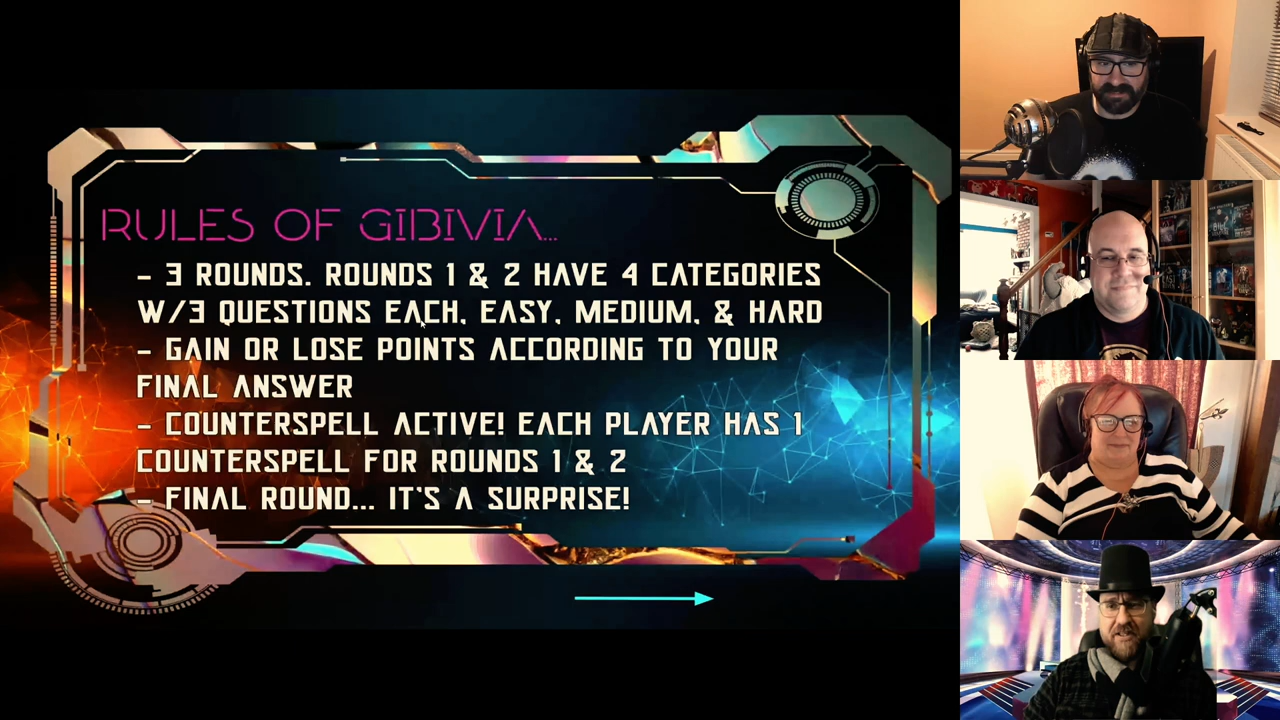 RULES OF GIBIVIA...
- 3 ROUNDS. ROUNDS 1 & 2 HAVE 4 CATEGORIES
W/3 QUESTIONS EACH, EASY, MEDIUM, & HARD
- GAIN OR LOSE POINTS ACCORDING TO YOUR
FINAL ANSWER
- COUNTERSPELL ACTIVE! EACH PLAYER HAS 1
COUNTERSPELL FOR ROUNDS 1 & 2
- FINAL ROUND... IT'S A SURPRISE!